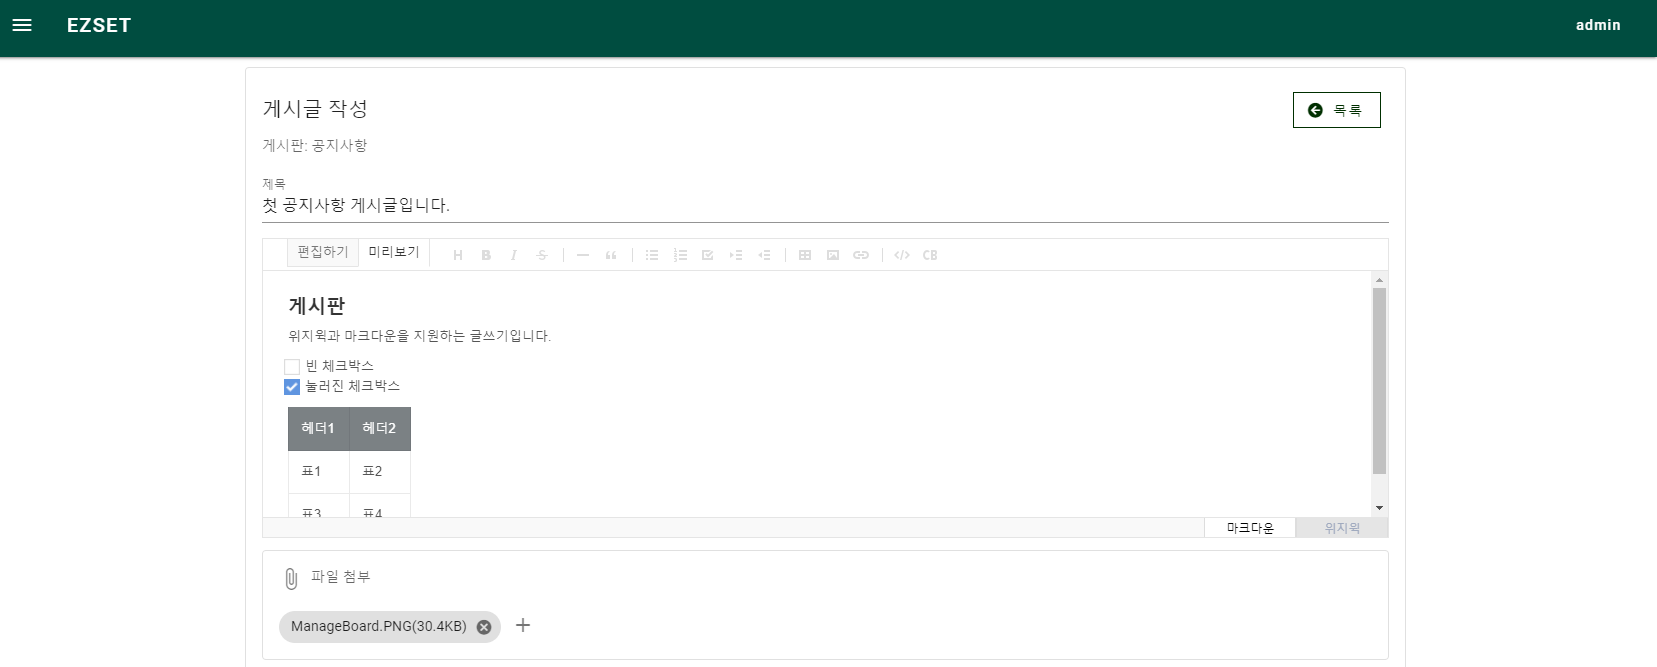 EZSET
admin
게시글 작성
목록
게시판: 공지사항
제목
첫 공지사항 게시글입니다.
편집하기 미리보기 H B I S — “ </> CB
게시판
위지윅과 마크다운을 지원하는 글쓰기입니다.
빈 체크박스
눌러진 체크박스
헤더1 헤더2
표1 표2
표3 표4
마크다운 위지윅
파일 첨부
ManageBoard.PNG(30.4KB)